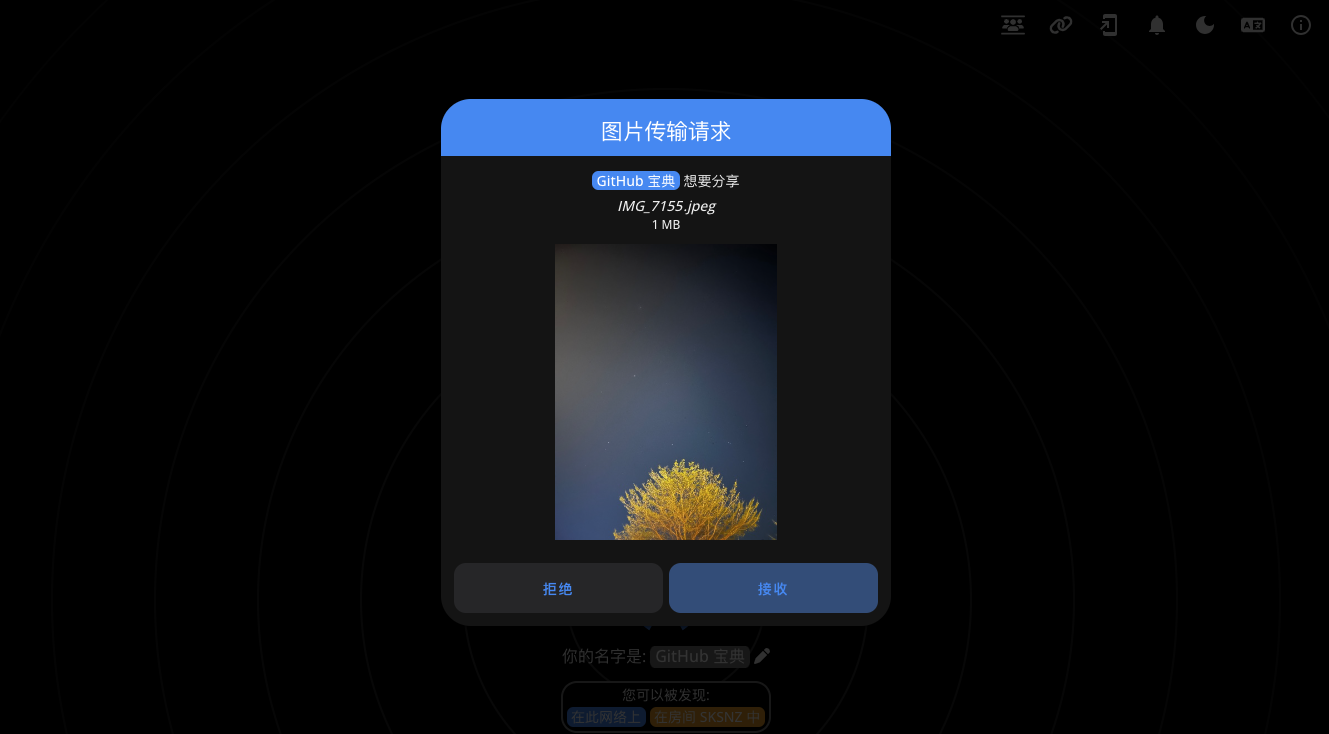 图片传输请求
GitHub 宝典 想要分享
IMG_7155.jpeg
1 MB
拒绝
接收
你的名字是: GitHub 宝典
您可以被发现:
在此网络上 在房间 SKSNZ 中